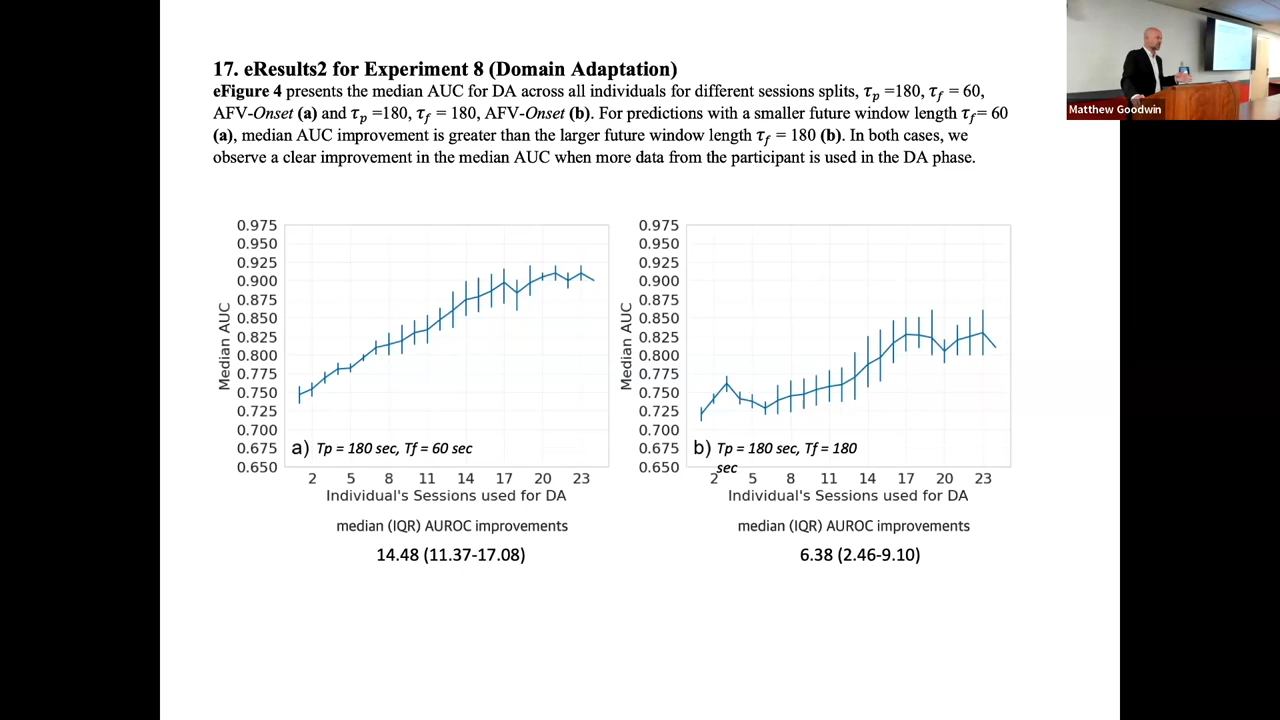 17. eResults2 for Experiment 8 (Domain Adaptation)
eFigure 4 presents the median AUC for DA across all individuals for different sessions splits, τp =180, τf = 60,
AFV-Onset (a) and τp =180, τf = 180, AFV-Onset (b). For predictions with a smaller future window length τf= 60
(a), median AUC improvement is greater than the larger future window length τf = 180 (b). In both cases, we
observe a clear improvement in the median AUC when more data from the participant is used in the DA phase.
Matthew Goodwin
Median AUC
0.975
0.950
0.925
0.900
0.875
0.850
0.825
0.800
0.775
0.750
0.725
0.700
0.675
0.650
a) Tp = 180 sec, Tf = 60 sec
2 5 8 11 14 17 20 23
Individual's Sessions used for DA
median (IQR) AUROC improvements
14.48 (11.37-17.08)
Median AUC
0.975
0.950
0.925
0.900
0.875
0.850
0.825
0.800
0.775
0.750
0.725
0.700
0.675
0.650
b) Tp = 180 sec, Tf = 180
sec
2 5 8 11 14 17 20 23
Individual's Sessions used for DA
median (IQR) AUROC improvements
6.38 (2.46-9.10)